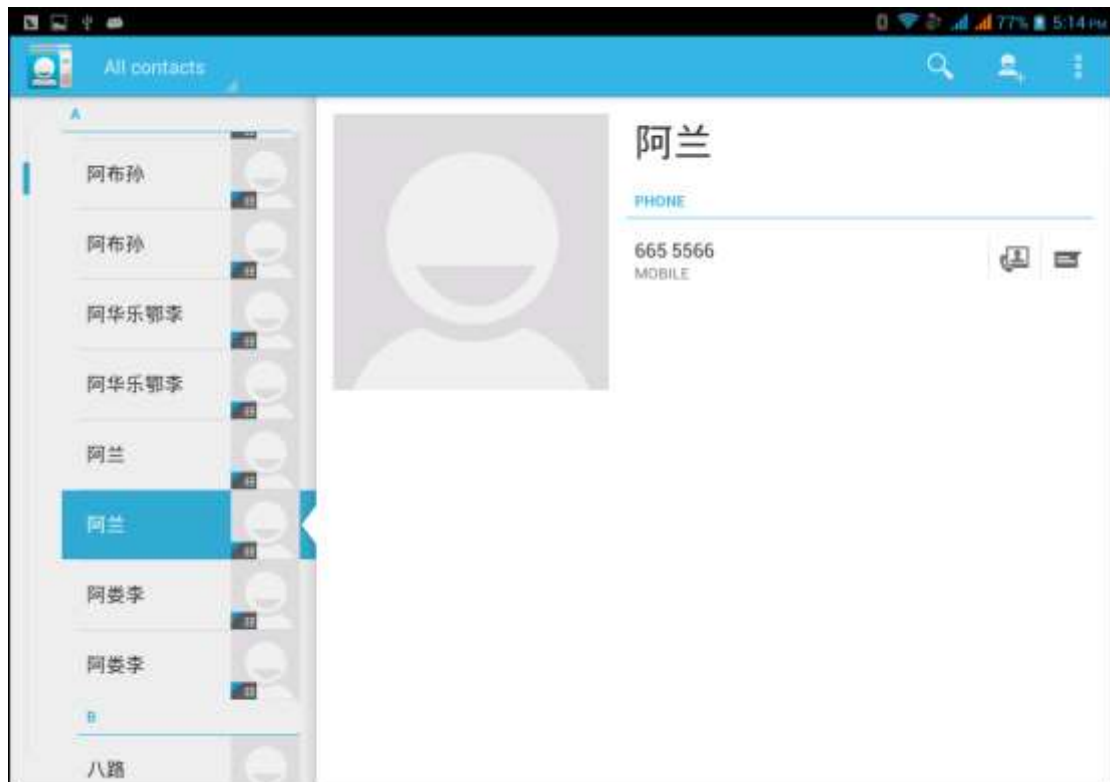 77% 5:14 PM
All contacts
A
阿布孙
阿布孙
阿华乐鄂李
阿华乐鄂李
阿兰
阿兰
阿娄李
阿娄李
B
八路
阿兰
PHONE
665 5566
MOBILE